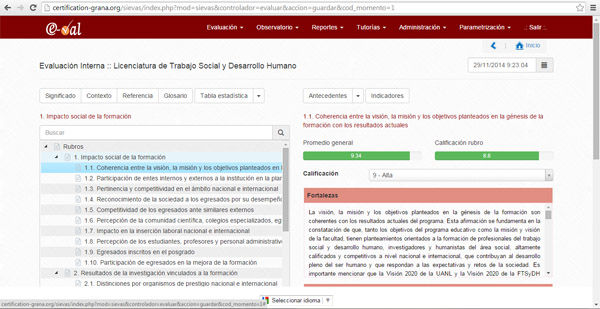 certification-grana.org/sievas/index.php?mod=sievas&controlador=evaluar&accion=guardar&cod_momento=1
e-val
Evaluación Observatorio Reportes Tutorías Administración Parametrización .: Salir :.
Inicio
Evaluación Interna :: Licenciatura de Trabajo Social y Desarrollo Humano
29/11/2014 9:23:04
Significado Contexto Referencia Glosario Tabla estadística
Antecedentes Indicadores
1. Impacto social de la formación
1.1. Coherencia entre la visión, la misión y los objetivos planteados en la génesis de la
formación con los resultados actuales
Buscar
Promedio general Calificación rubro
9.34 8.8
Calificación 9 - Alta
Rubros
1. Impacto social de la formación
1.1. Coherencia entre la visión, la misión y los objetivos planteados en l
1.2. Participación de entes internos y externos a la institución en la plan
1.3. Pertinencia y competitividad en el ámbito nacional e internacional
1.4. Reconocimiento de la sociedad a los egresados por su desempeño
1.5. Competitividad de los egresados ante similares externos
1.6. Percepción de la comunidad científica, colegios especializados, eg
1.7. Impacto en la inserción laboral nacional e internacional
1.8. Percepción de los estudiantes, profesores y personal administrativo
1.9. Egresados inscritos en el posgrado
1.10. Participación de egresados en la mejora de la formación
2. Resultados de la investigación vinculados a la formación
2.1. Distinciones por organismos de prestigio nacional e internacional
Fortalezas
La visión, la misión y los objetivos planteados en la génesis de la formación son
coherentes con los resultados actuales del programa. Esta afirmación se fundamenta en la
constatación de que, tanto los objetivos del programa educativo como la misión y visión
de la facultad, tienen planteamientos orientados a la formación de profesionales del trabajo
social y desarrollo humano, investigadores y humanistas del área social, altamente
calificados y competitivos a nivel nacional e internacional, que contribuyan al desarrollo
pleno del ser humano y que respondan a las expectativas y retos de la sociedad. Es
importante mencionar que la Visión 2020 de la UANL y la Visión 2020 de la FTSyDH
certification-grana.org/sievas/index.php?mod=sievas&controlador=evaluar&accion=guardar&cod_momento=1#
Seleccionar idioma